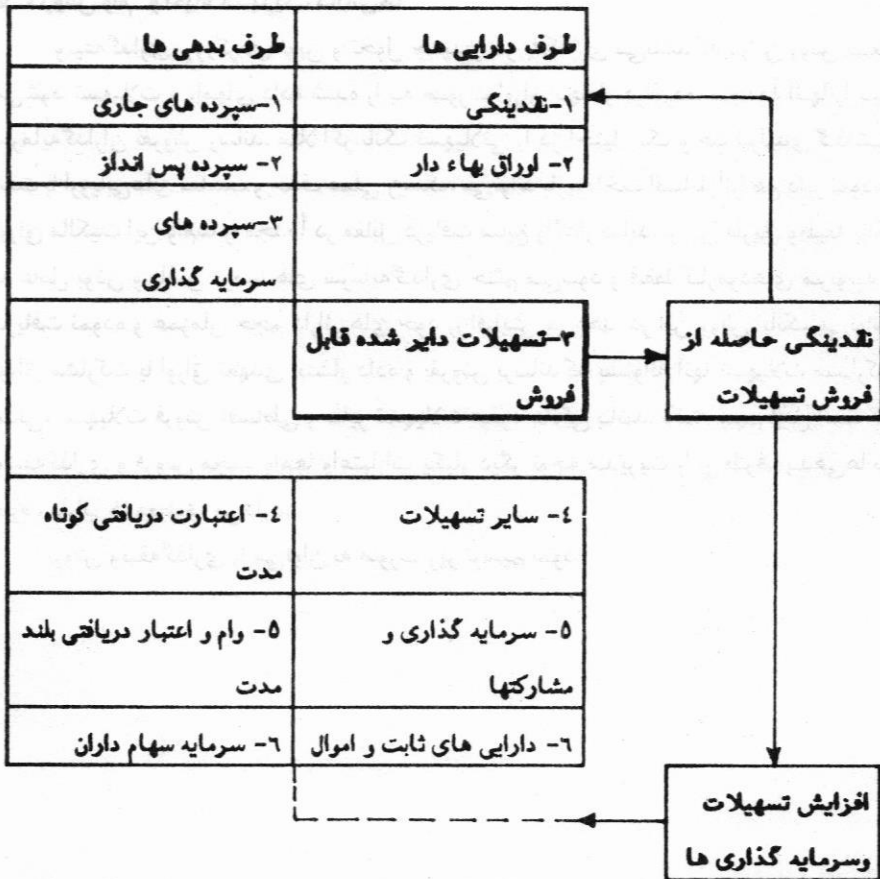 طرف دارایی ها
طرف بدهی ها
۱-نقدینگی
۱-سپرده های جاری
۲- اوراق بهاء دار
۲- سپرده پس انداز
۳-سپرده های
سرمایه گذاری
نقدینگی حاصله از
فروش تسهیلات
۳-تسهیلات دایر شده قابل
فروش
٤- سایر تسهیلات
٤- اعتبارت دریافتی کوتاه
مدت
۵- سرمایه گذاری و
مشارکتها
۵- وام و اعتبار دریافتی بلند
مدت
٦- دارایی های ثابت و اموال
٦- سرمایه سهام داران
افزایش تسهیلات
وسرمایه گذاری ها